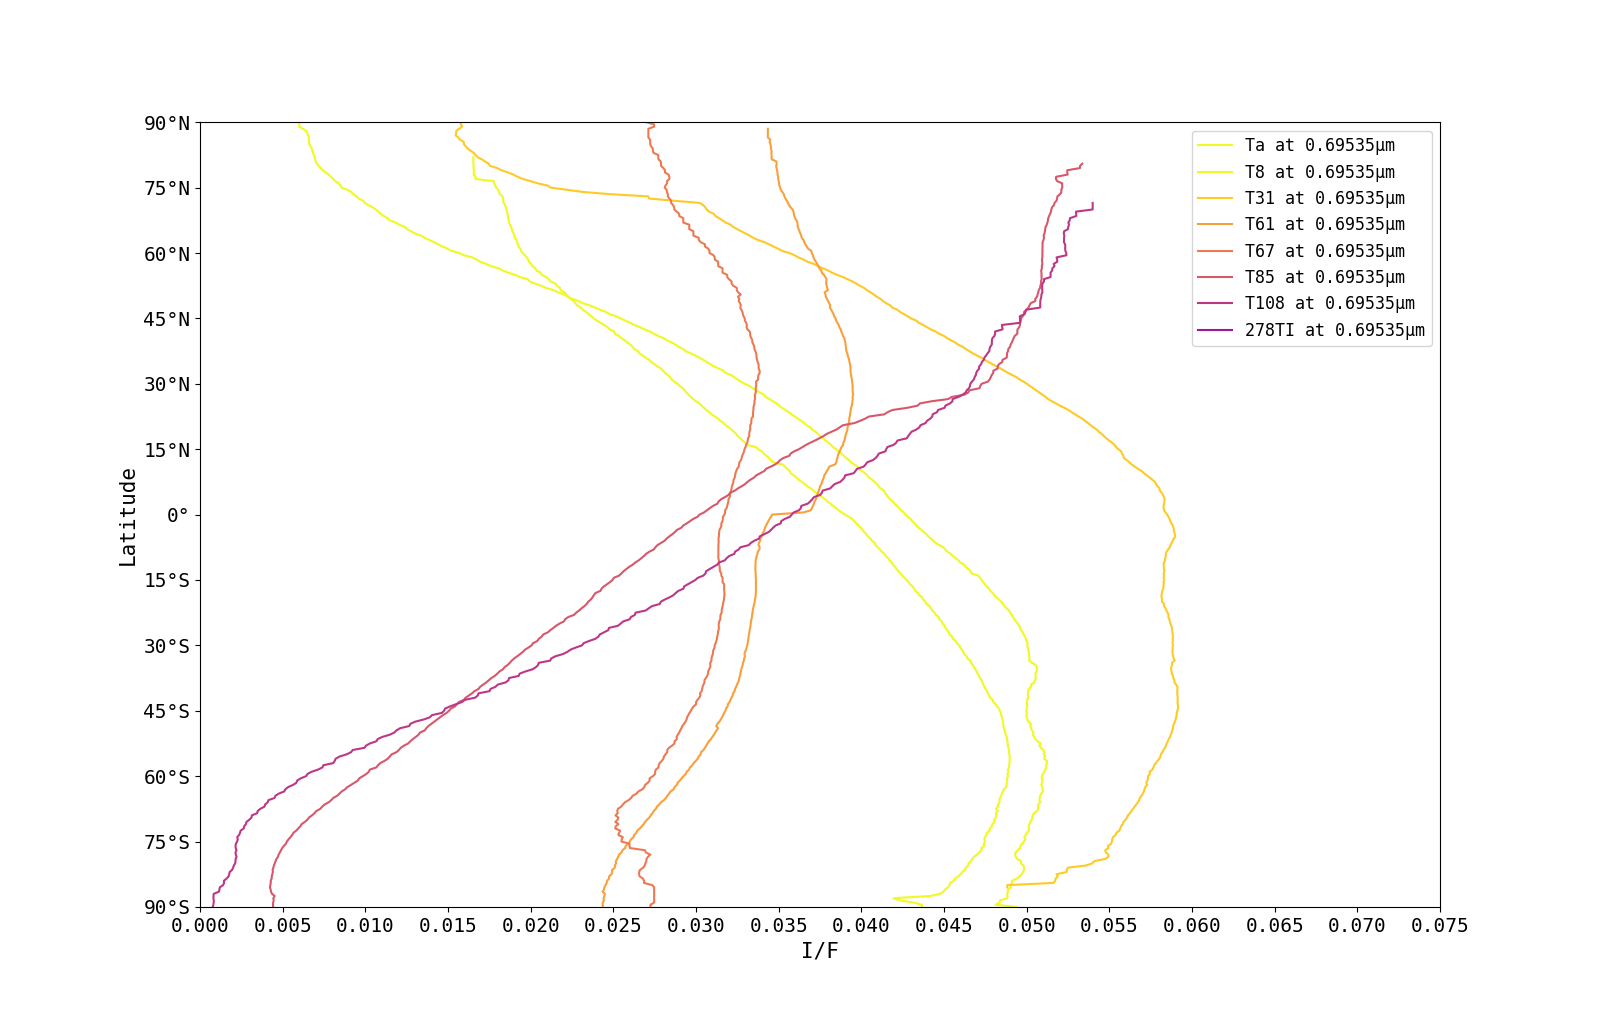 90°N
75°N
60°N
45°N
30°N
15°N
0°
15°S
30°S
45°S
60°S
75°S
90°S
Latitude
0.000 0.005 0.010 0.015 0.020 0.025 0.030 0.035 0.040 0.045 0.050 0.055 0.060 0.065 0.070 0.075
I/F
Ta at 0.69535μm
T8 at 0.69535μm
T31 at 0.69535μm
T61 at 0.69535μm
T67 at 0.69535μm
T85 at 0.69535μm
T108 at 0.69535μm
278TI at 0.69535μm